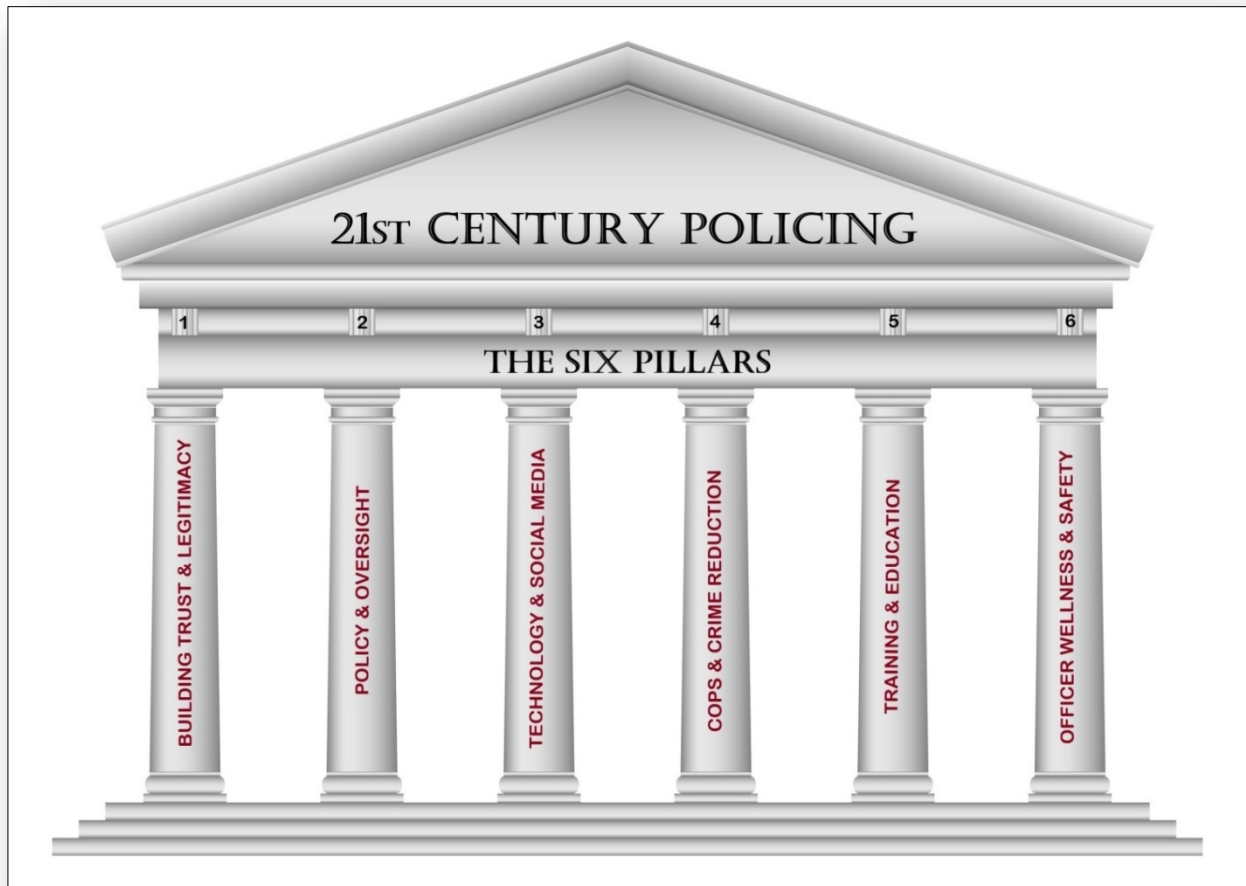 21ST CENTURY POLICING
1 2 3 4 5 6
THE SIX PILLARS
BUILDING TRUST & LEGITIMACY
POLICY & OVERSIGHT
TECHNOLOGY & SOCIAL MEDIA
COPS & CRIME REDUCTION
TRAINING & EDUCATION
OFFICER WELLNESS & SAFETY